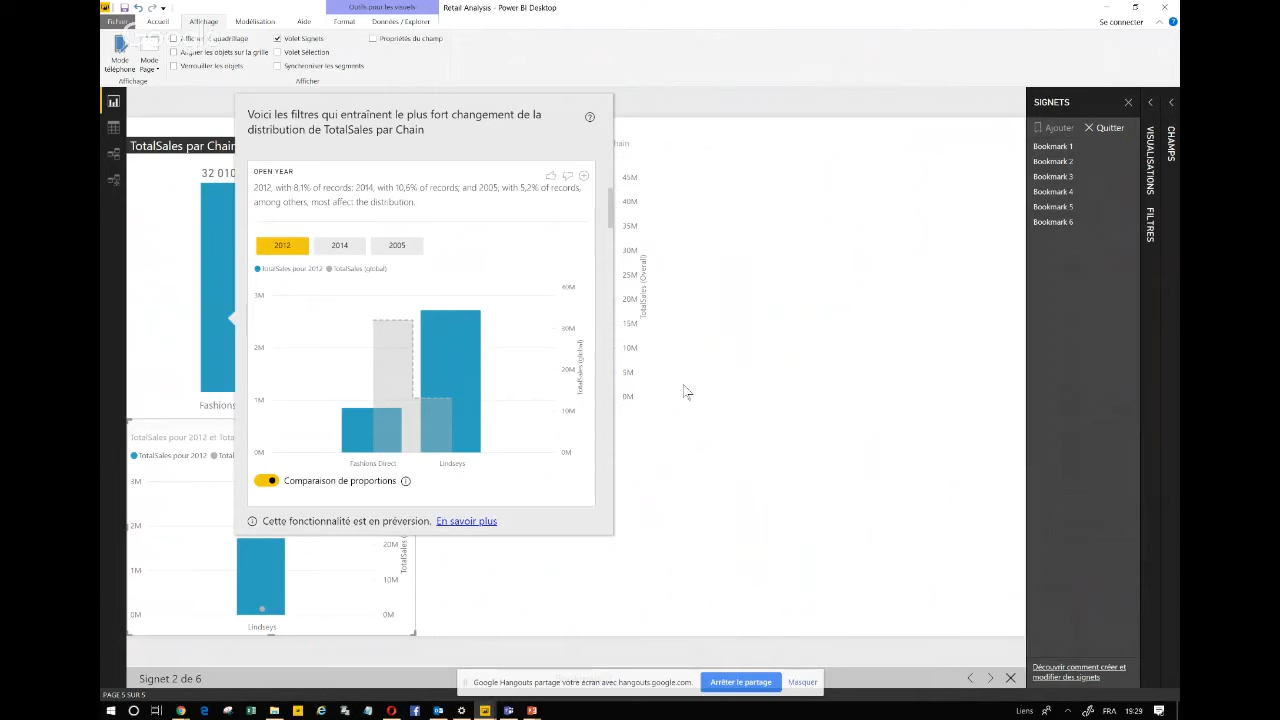 Outils pour les visuels
Retail Analysis - Power BI Desktop
Fichier
Accueil
Affichage
Modélisation
Aide
Format
Données / Explorer
Se connecter
Volet Signets
Propriétés du champ
Aligner les objets sur la grille
Volet Sélection
Verrouiller les objets
Synchroniser les segments
Mode téléphone
Mode Page
Affichage
Afficher
SIGNETS
Ajouter
Quitter
Bookmark 1
Bookmark 2
Bookmark 3
Bookmark 4
Bookmark 5
Bookmark 6
VISUALISATIONS
FILTRES
CHAMPS
Voici les filtres qui entraînent le plus fort changement de la
distribution de TotalSales par Chain
TotalSales par Chain
32 010
OPEN YEAR
2012, with 8,1% of records; 2014, with 10,6% of records; and 2005, with 5,2% of records,
among others, most affect the distribution.
2012
2014
2005
TotalSales pour 2012
TotalSales (global)
3M
2M
1M
0M
40M
30M
20M
10M
0M
TotalSales (global)
Fashions Direct
Lindseys
Comparaison de proportions
Cette fonctionnalité est en préversion.
En savoir plus
45M
40M
35M
30M
25M
20M
15M
10M
5M
0M
TotalSales (Overall)
Fashions
TotalSales pour 2012 et Tota
TotalSales pour 2012
3M
2M
1M
0M
20M
10M
0M
Lindseys
Signet 2 de 6
Google Hangouts partage votre écran avec hangouts.google.com.
Arrêter le partage
Masquer
Découvrir comment créer et
modifier des signets
PAGE 5 SUR 5
Liens
FRA
19:29